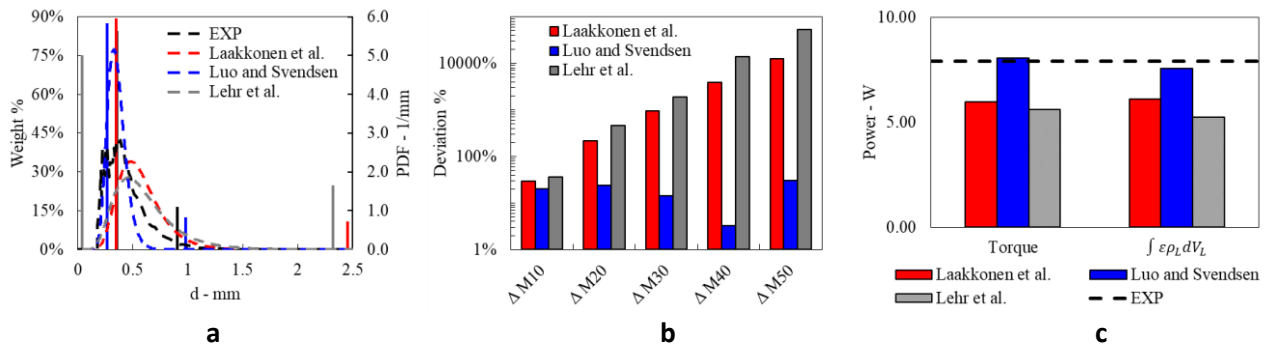 90%
75%
60%
45%
30%
15%
0%
Weight %
6.0
5.0
4.0
3.0
2.0
1.0
0.0
PDF - 1/mm
EXP
Laakkonen et al.
Luo and Svendsen
Lehr et al.
0
0.5
1
1.5
2
2.5
d - mm
a
10000%
100%
1%
Deviation %
Laakkonen et al.
Luo and Svendsen
Lehr et al.
Δ M10
Δ M20
Δ M30
Δ M40
Δ M50
b
10.00
5.00
0.00
Power - W
Torque
∫ ερ_L dV_L
Laakkonen et al.
Luo and Svendsen
Lehr et al.
EXP
c